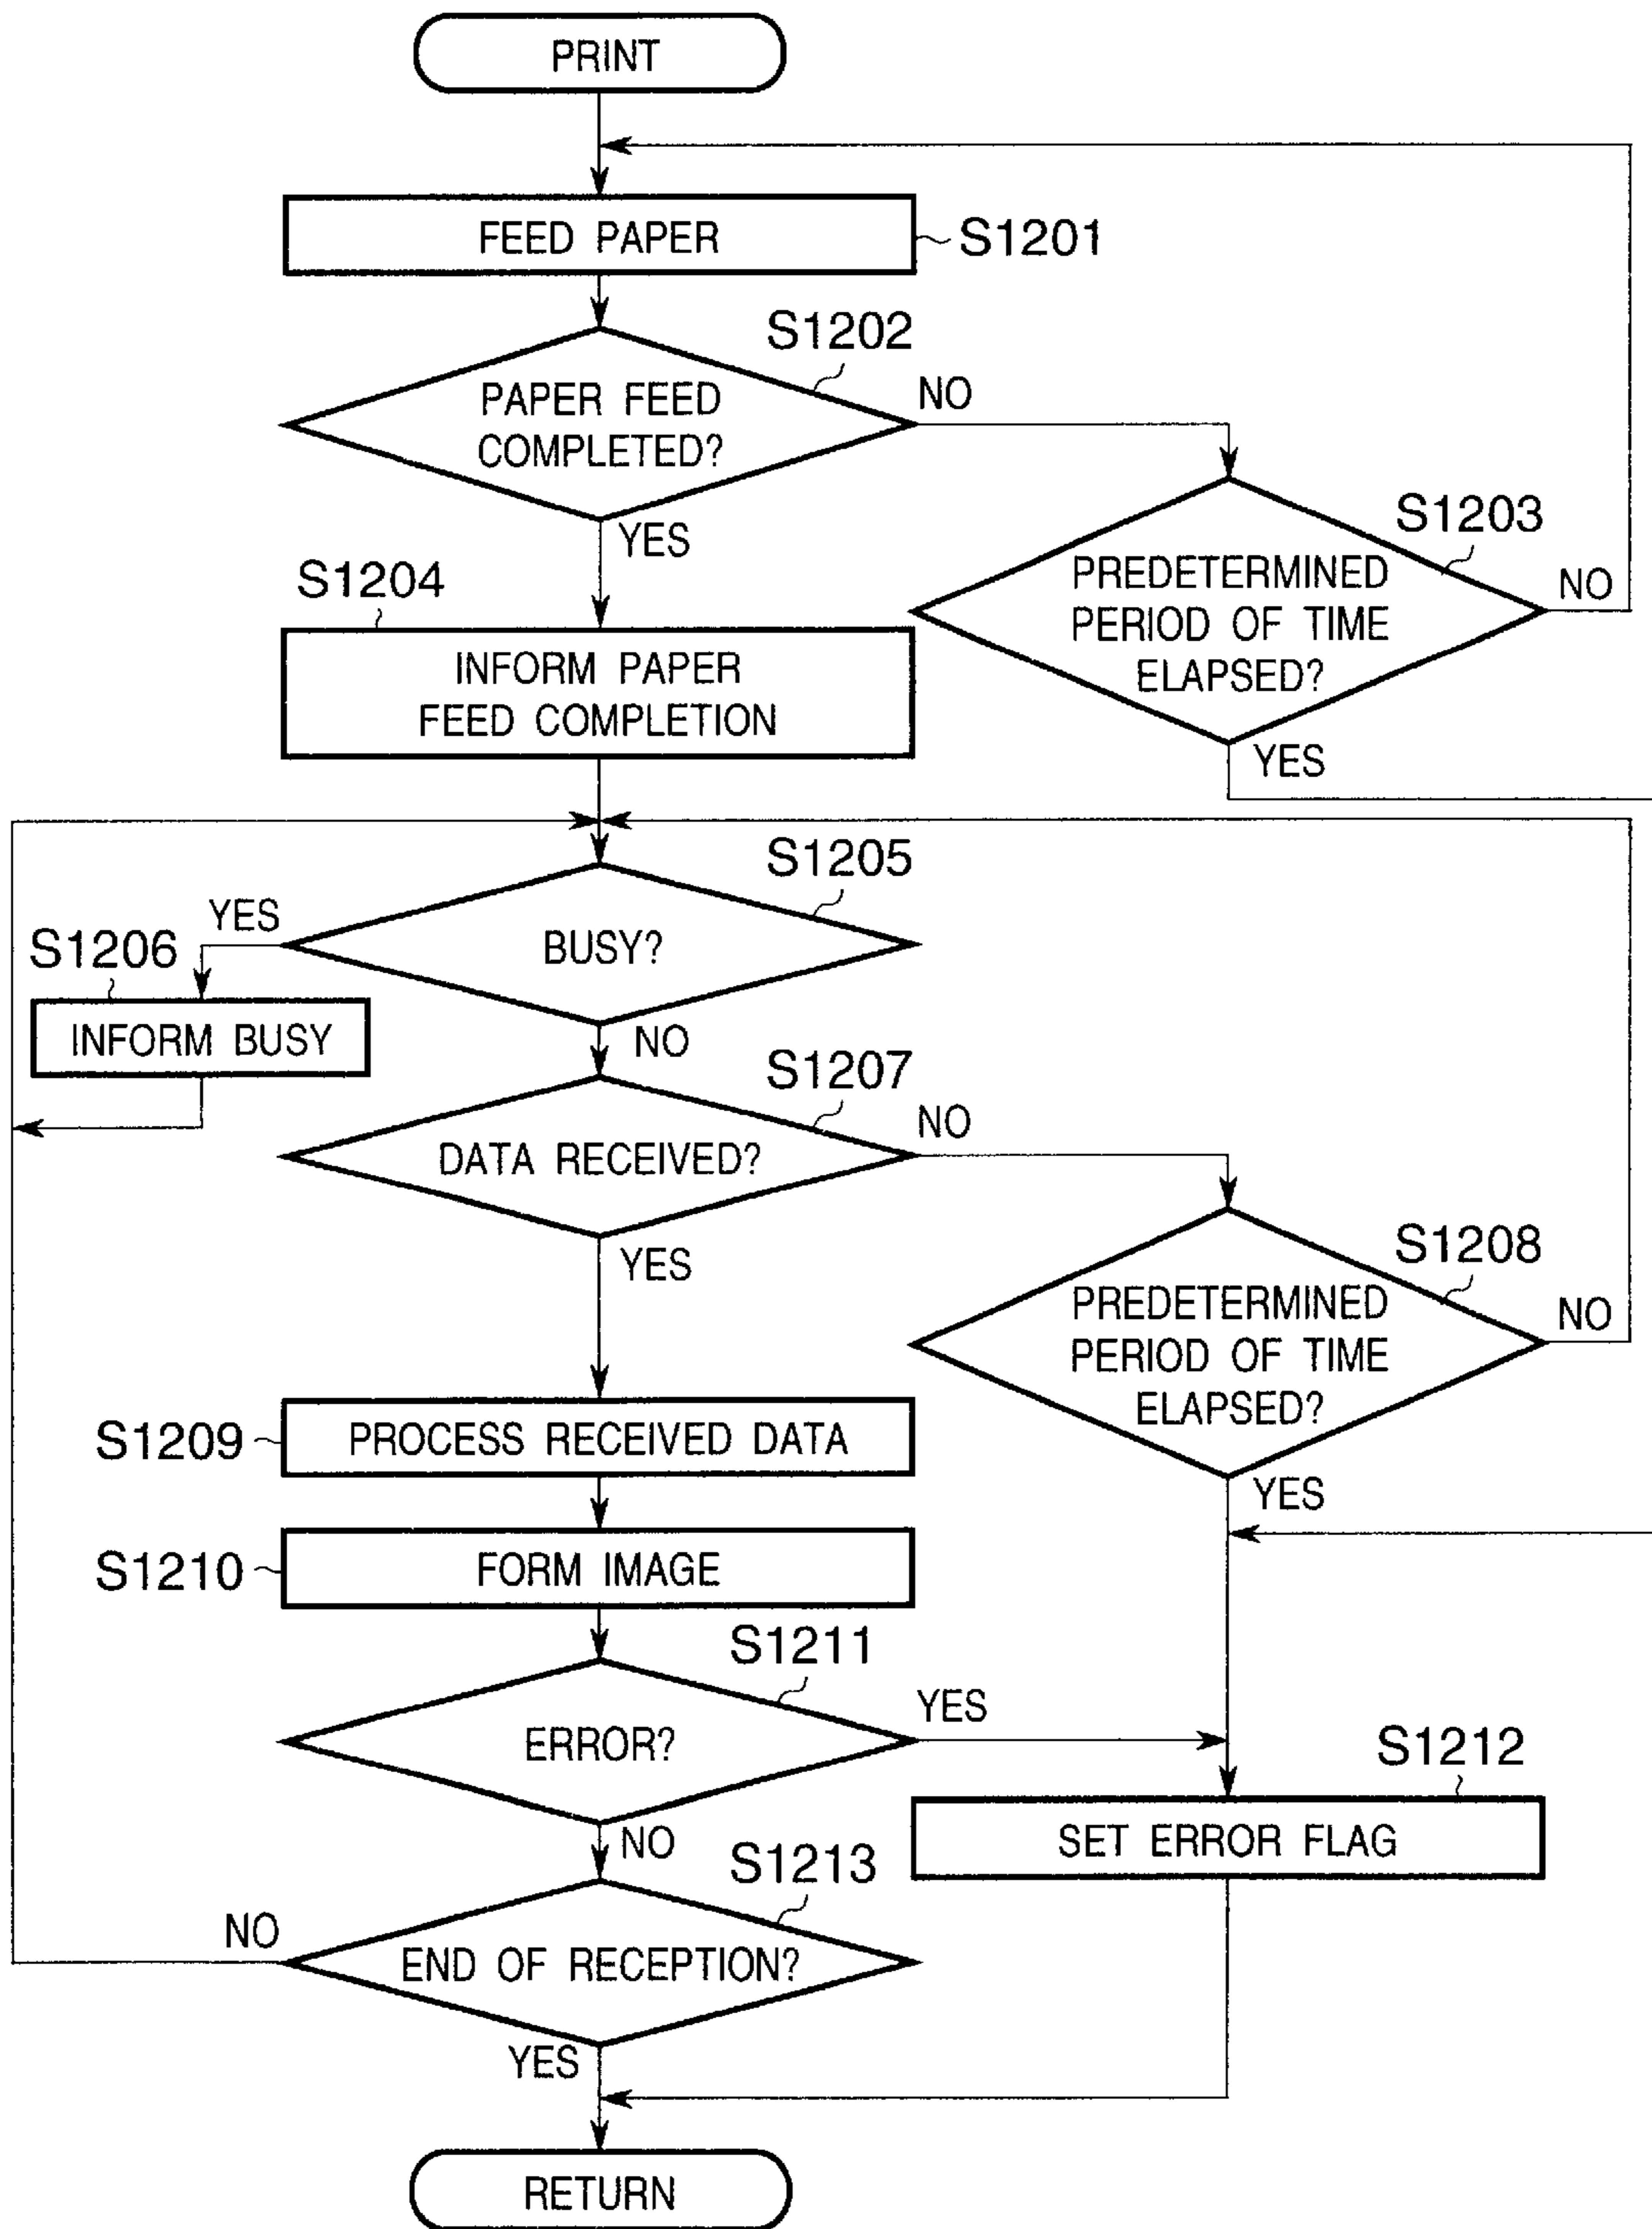 PRINT
FEED PAPER
S1201
S1202
PAPER FEED
COMPLETED?
NO
YES
S1203
PREDETERMINED
PERIOD OF TIME
ELAPSED?
NO
YES
S1204
INFORM PAPER
FEED COMPLETION
S1205
BUSY?
YES
S1206
INFORM BUSY
NO
S1207
DATA RECEIVED?
NO
YES
S1208
PREDETERMINED
PERIOD OF TIME
ELAPSED?
NO
YES
S1209
PROCESS RECEIVED DATA
S1210
FORM IMAGE
S1211
ERROR?
YES
NO
S1212
SET ERROR FLAG
S1213
END OF RECEPTION?
NO
YES
RETURN